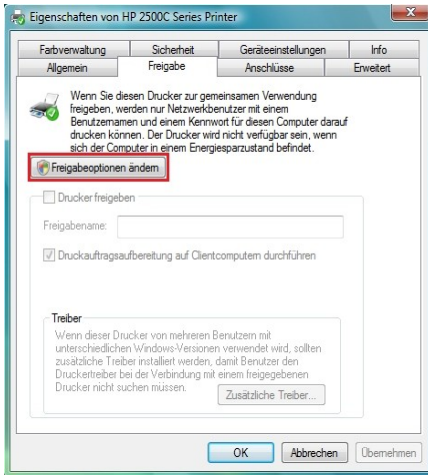 Eigenschaften von HP 2500C Series Printer
Farbverwaltung Sicherheit Geräteeinstellungen Info
Allgemein Freigabe Anschlüsse Erweitert
Wenn Sie diesen Drucker zur gemeinsamen Verwendung
freigeben, werden nur Netzwerkbenutzer mit einem
Benutzernamen und einem Kennwort für diesen Computer darauf
drucken können. Der Drucker wird nicht verfügbar sein, wenn
sich der Computer in einem Energiesparzustand befindet.
Freigabeoptionen ändern
Drucker freigeben
Freigabename:
Druckauftragsaufbereitung auf Clientcomputern durchführen
Treiber
Wenn dieser Drucker von mehreren Benutzern mit
unterschiedlichen Windows-Versionen verwendet wird, sollten
zusätzliche Treiber installiert werden, damit Benutzer den
Druckertreiber bei der Verbindung mit einem freigegebenen
Drucker nicht suchen müssen.
Zusätzliche Treiber...
OK Abbrechen Übernehmen